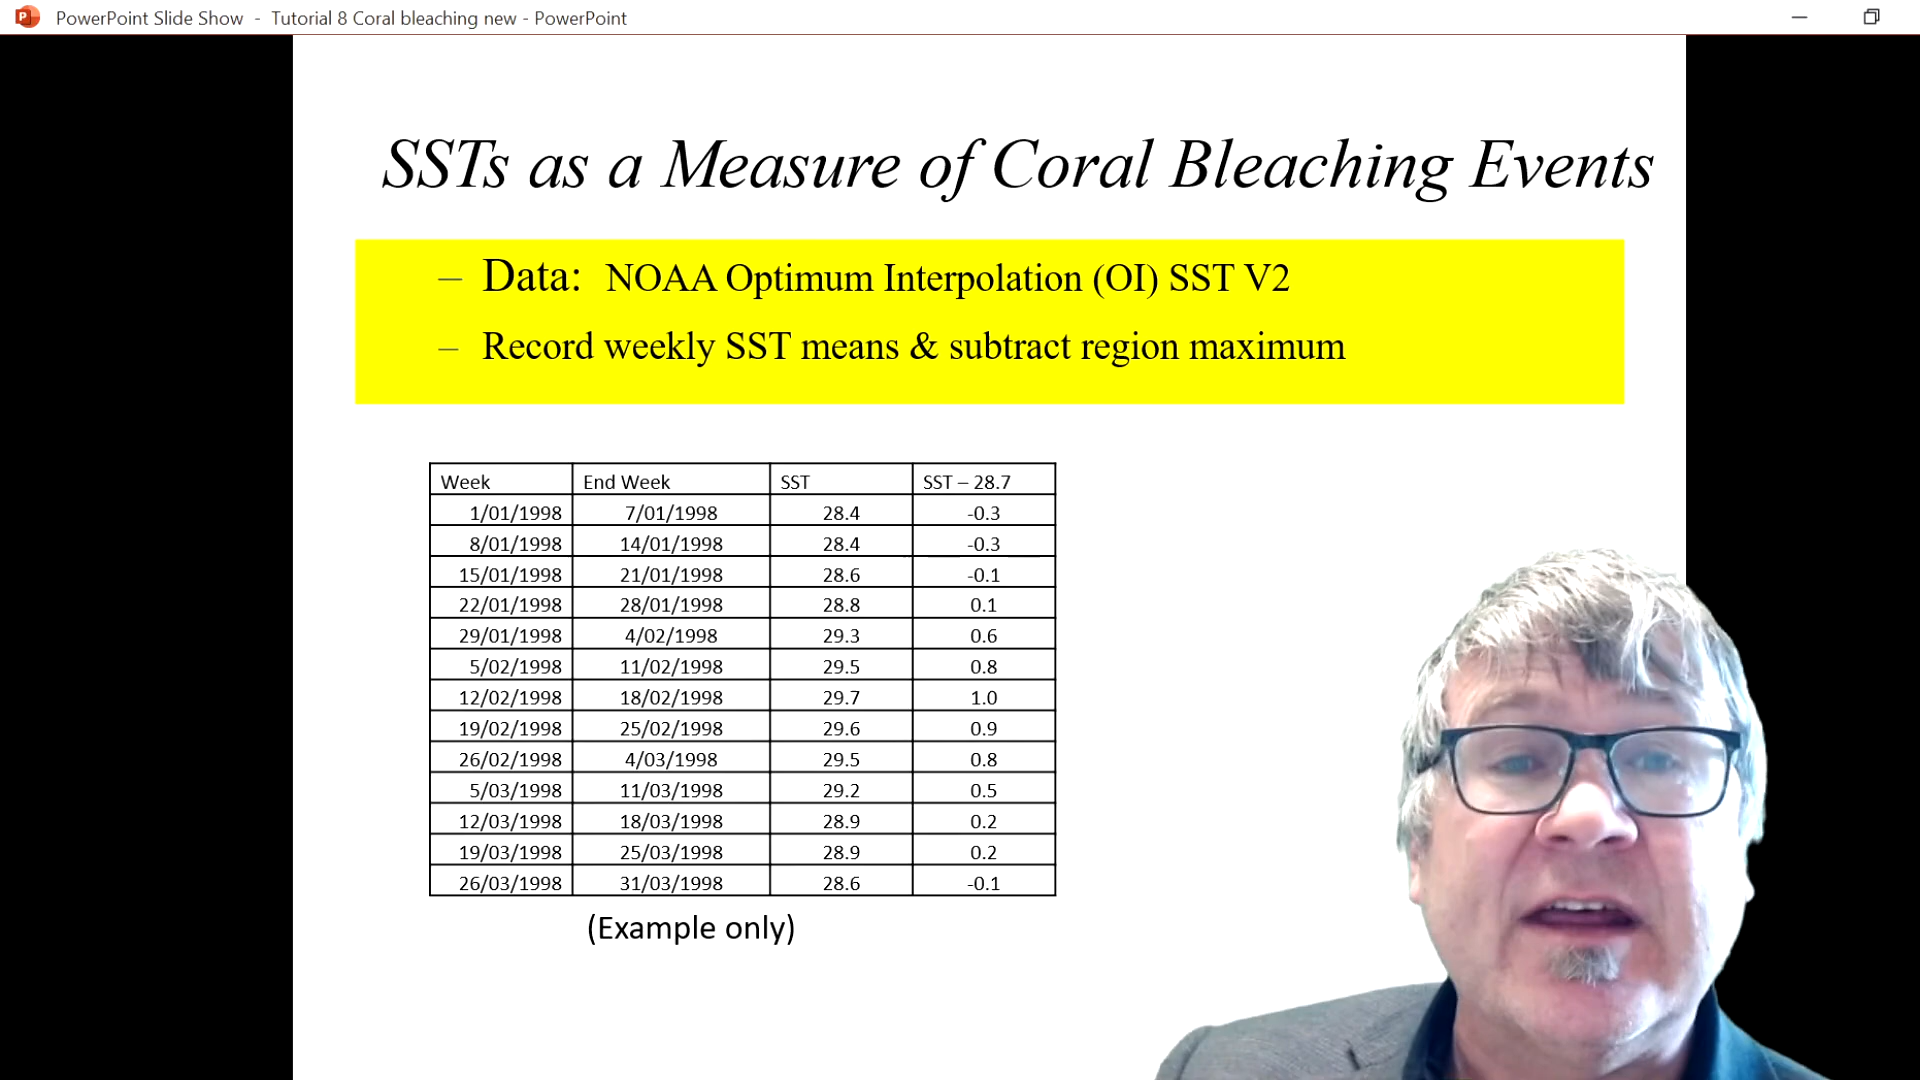 PowerPoint Slide Show - Tutorial 8 Coral bleaching new - PowerPoint
SSTs as a Measure of Coral Bleaching Events
– Data: NOAA Optimum Interpolation (OI) SST V2
– Record weekly SST means & subtract region maximum
Week End Week SST SST – 28.7
1/01/1998 7/01/1998 28.4 -0.3
8/01/1998 14/01/1998 28.4 -0.3
15/01/1998 21/01/1998 28.6 -0.1
22/01/1998 28/01/1998 28.8 0.1
29/01/1998 4/02/1998 29.3 0.6
5/02/1998 11/02/1998 29.5 0.8
12/02/1998 18/02/1998 29.7 1.0
19/02/1998 25/02/1998 29.6 0.9
26/02/1998 4/03/1998 29.5 0.8
5/03/1998 11/03/1998 29.2 0.5
12/03/1998 18/03/1998 28.9 0.2
19/03/1998 25/03/1998 28.9 0.2
26/03/1998 31/03/1998 28.6 -0.1
(Example only)